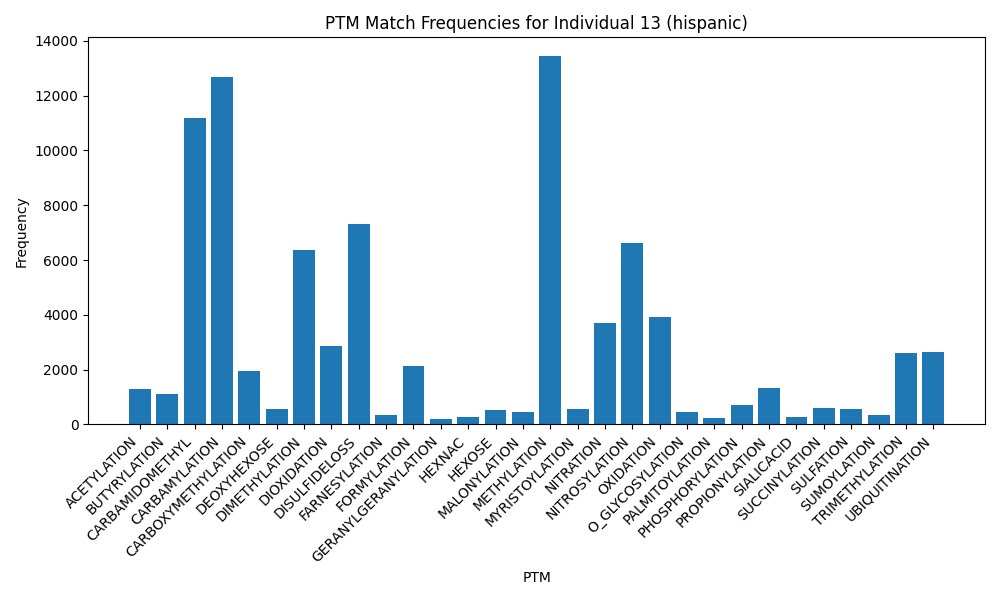 PTM Match Frequencies for Individual 13 (hispanic)
14000
12000
10000
8000
6000
4000
2000
0
Frequency
ACETYLATION
BUTYRYLATION
CARBAMIDOMETHYL
CARBAMYLATION
CARBOXYMETHYLATION
DEOXYHEXOSE
DIMETHYLATION
DIOXIDATION
DISULFIDELOSS
FARNESYLATION
FORMYLATION
GERANYLGERANYLATION
HEXNAC
HEXOSE
MALONYLATION
METHYLATION
MYRISTOYLATION
NITRATION
NITROSYLATION
OXIDATION
O_GLYCOSYLATION
PALMITOYLATION
PHOSPHORYLATION
PROPIONYLATION
SIALICACID
SUCCINYLATION
SULFATION
SUMOYLATION
TRIMETHYLATION
UBIQUITINATION
PTM